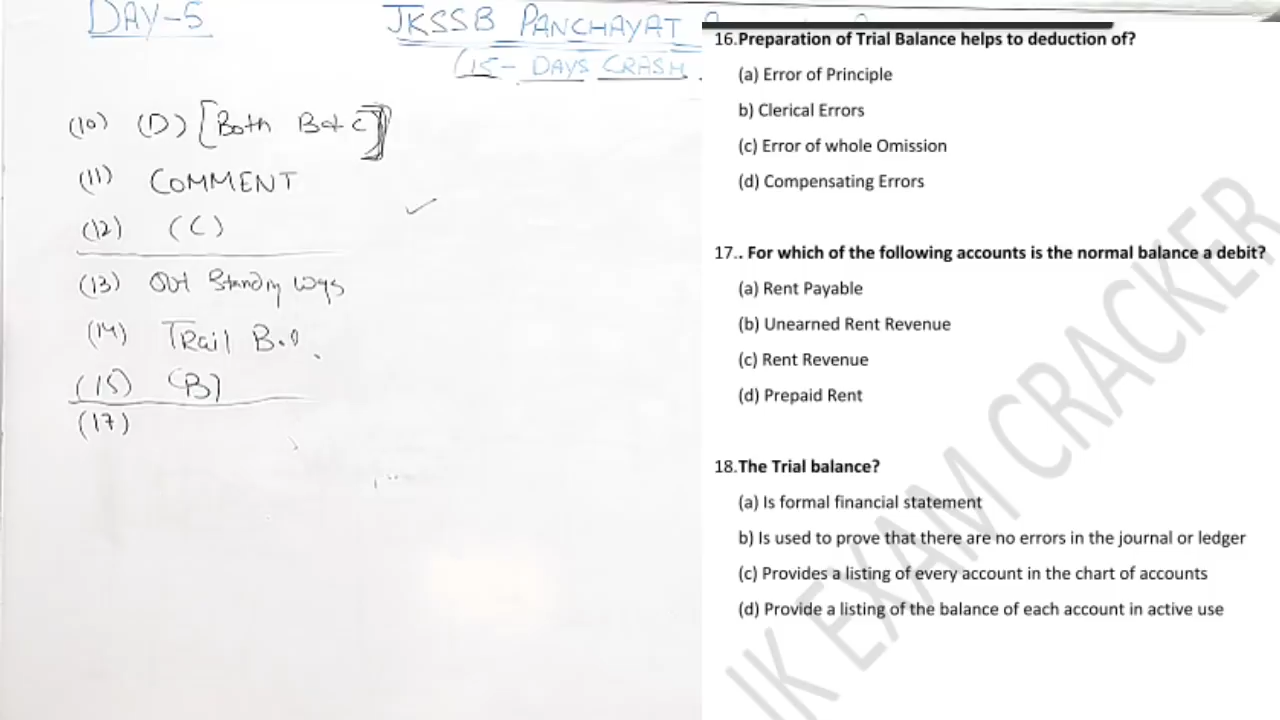 DAY-5
JKSSB PANCHAYAT
(15- DAYS CRASH
(10) (D) [Both B & C]
(11) COMMENT
(12) (C)
(13) Out
(14) TRail B.
(15) (B)
(17)
16.Preparation of Trial Balance helps to deduction of?
(a) Error of Principle
b) Clerical Errors
(c) Error of whole Omission
(d) Compensating Errors
17.. For which of the following accounts is the normal balance a debit?
(a) Rent Payable
(b) Unearned Rent Revenue
(c) Rent Revenue
(d) Prepaid Rent
18.The Trial balance?
(a) Is formal financial statement
b) Is used to prove that there are no errors in the journal or ledger
(c) Provides a listing of every account in the chart of accounts
(d) Provide a listing of the balance of each account in active use
JK EXAM CRACKER